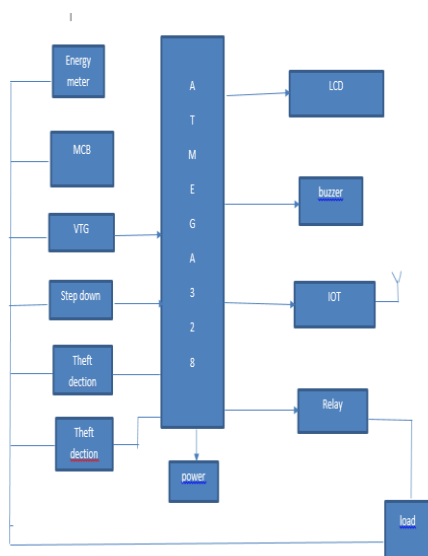 Energy
meter
MCB
VTG
Step down
Theft
dection
Theft
dection
A
T
M
E
G
A
3
2
8
power
LCD
buzzer
IOT
Relay
load